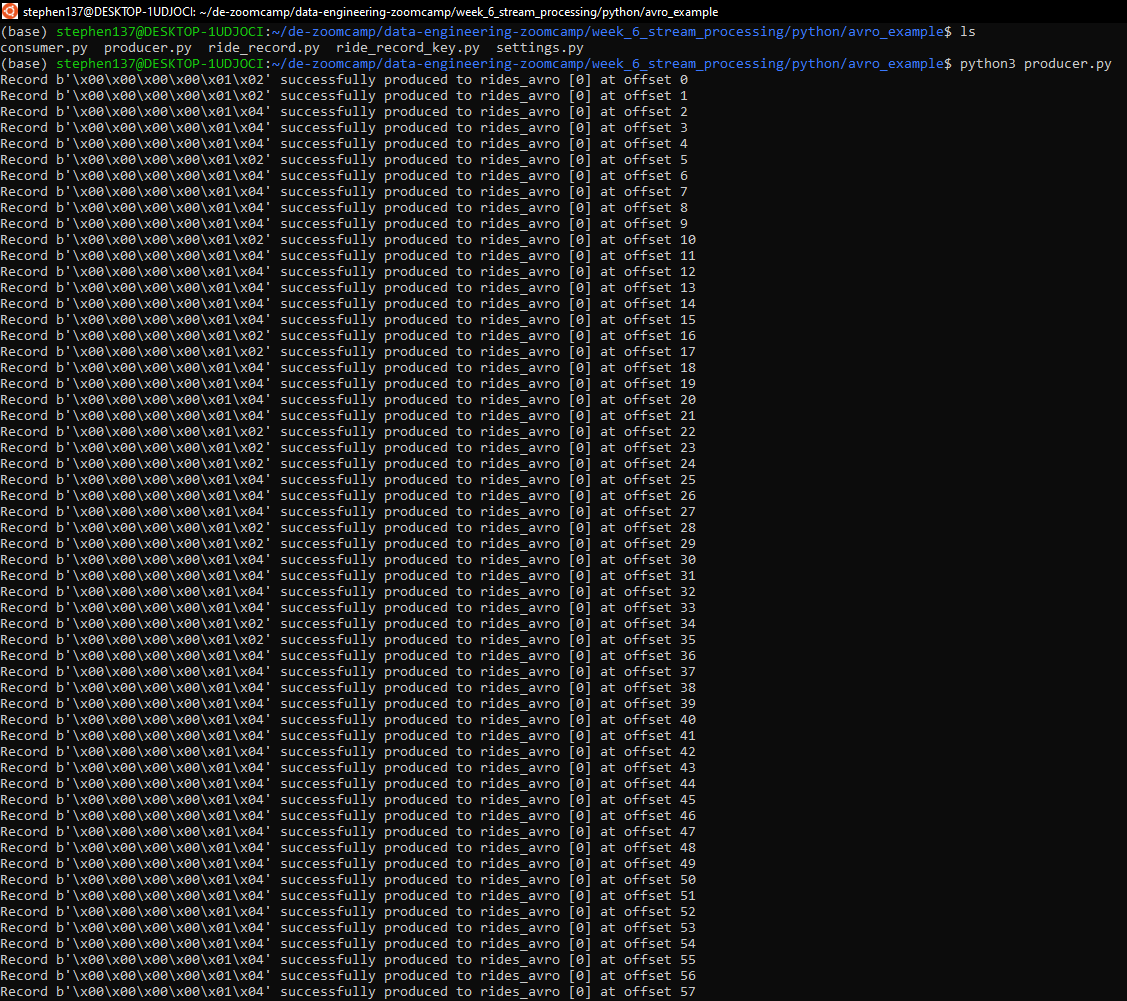 stephen137@DESKTOP-1UDJOCI: ~/de-zoomcamp/data-engineering-zoomcamp/week_6_stream_processing/python/avro_example
(base) stephen137@DESKTOP-1UDJOCI:~/de-zoomcamp/data-engineering-zoomcamp/week_6_stream_processing/python/avro_example$ ls
consumer.py  producer.py  ride_record.py  ride_record_key.py  settings.py
(base) stephen137@DESKTOP-1UDJOCI:~/de-zoomcamp/data-engineering-zoomcamp/week_6_stream_processing/python/avro_example$ python3 producer.py
Record b'\x00\x00\x00\x00\x01\x02' successfully produced to rides_avro [0] at offset 0
Record b'\x00\x00\x00\x00\x01\x02' successfully produced to rides_avro [0] at offset 1
Record b'\x00\x00\x00\x00\x01\x04' successfully produced to rides_avro [0] at offset 2
Record b'\x00\x00\x00\x00\x01\x04' successfully produced to rides_avro [0] at offset 3
Record b'\x00\x00\x00\x00\x01\x04' successfully produced to rides_avro [0] at offset 4
Record b'\x00\x00\x00\x00\x01\x02' successfully produced to rides_avro [0] at offset 5
Record b'\x00\x00\x00\x00\x01\x04' successfully produced to rides_avro [0] at offset 6
Record b'\x00\x00\x00\x00\x01\x04' successfully produced to rides_avro [0] at offset 7
Record b'\x00\x00\x00\x00\x01\x04' successfully produced to rides_avro [0] at offset 8
Record b'\x00\x00\x00\x00\x01\x04' successfully produced to rides_avro [0] at offset 9
Record b'\x00\x00\x00\x00\x01\x02' successfully produced to rides_avro [0] at offset 10
Record b'\x00\x00\x00\x00\x01\x04' successfully produced to rides_avro [0] at offset 11
Record b'\x00\x00\x00\x00\x01\x04' successfully produced to rides_avro [0] at offset 12
Record b'\x00\x00\x00\x00\x01\x04' successfully produced to rides_avro [0] at offset 13
Record b'\x00\x00\x00\x00\x01\x04' successfully produced to rides_avro [0] at offset 14
Record b'\x00\x00\x00\x00\x01\x04' successfully produced to rides_avro [0] at offset 15
Record b'\x00\x00\x00\x00\x01\x02' successfully produced to rides_avro [0] at offset 16
Record b'\x00\x00\x00\x00\x01\x02' successfully produced to rides_avro [0] at offset 17
Record b'\x00\x00\x00\x00\x01\x04' successfully produced to rides_avro [0] at offset 18
Record b'\x00\x00\x00\x00\x01\x04' successfully produced to rides_avro [0] at offset 19
Record b'\x00\x00\x00\x00\x01\x04' successfully produced to rides_avro [0] at offset 20
Record b'\x00\x00\x00\x00\x01\x04' successfully produced to rides_avro [0] at offset 21
Record b'\x00\x00\x00\x00\x01\x02' successfully produced to rides_avro [0] at offset 22
Record b'\x00\x00\x00\x00\x01\x02' successfully produced to rides_avro [0] at offset 23
Record b'\x00\x00\x00\x00\x01\x02' successfully produced to rides_avro [0] at offset 24
Record b'\x00\x00\x00\x00\x01\x04' successfully produced to rides_avro [0] at offset 25
Record b'\x00\x00\x00\x00\x01\x04' successfully produced to rides_avro [0] at offset 26
Record b'\x00\x00\x00\x00\x01\x04' successfully produced to rides_avro [0] at offset 27
Record b'\x00\x00\x00\x00\x01\x02' successfully produced to rides_avro [0] at offset 28
Record b'\x00\x00\x00\x00\x01\x02' successfully produced to rides_avro [0] at offset 29
Record b'\x00\x00\x00\x00\x01\x04' successfully produced to rides_avro [0] at offset 30
Record b'\x00\x00\x00\x00\x01\x04' successfully produced to rides_avro [0] at offset 31
Record b'\x00\x00\x00\x00\x01\x04' successfully produced to rides_avro [0] at offset 32
Record b'\x00\x00\x00\x00\x01\x04' successfully produced to rides_avro [0] at offset 33
Record b'\x00\x00\x00\x00\x01\x02' successfully produced to rides_avro [0] at offset 34
Record b'\x00\x00\x00\x00\x01\x02' successfully produced to rides_avro [0] at offset 35
Record b'\x00\x00\x00\x00\x01\x04' successfully produced to rides_avro [0] at offset 36
Record b'\x00\x00\x00\x00\x01\x04' successfully produced to rides_avro [0] at offset 37
Record b'\x00\x00\x00\x00\x01\x04' successfully produced to rides_avro [0] at offset 38
Record b'\x00\x00\x00\x00\x01\x04' successfully produced to rides_avro [0] at offset 39
Record b'\x00\x00\x00\x00\x01\x04' successfully produced to rides_avro [0] at offset 40
Record b'\x00\x00\x00\x00\x01\x04' successfully produced to rides_avro [0] at offset 41
Record b'\x00\x00\x00\x00\x01\x04' successfully produced to rides_avro [0] at offset 42
Record b'\x00\x00\x00\x00\x01\x04' successfully produced to rides_avro [0] at offset 43
Record b'\x00\x00\x00\x00\x01\x04' successfully produced to rides_avro [0] at offset 44
Record b'\x00\x00\x00\x00\x01\x04' successfully produced to rides_avro [0] at offset 45
Record b'\x00\x00\x00\x00\x01\x04' successfully produced to rides_avro [0] at offset 46
Record b'\x00\x00\x00\x00\x01\x04' successfully produced to rides_avro [0] at offset 47
Record b'\x00\x00\x00\x00\x01\x04' successfully produced to rides_avro [0] at offset 48
Record b'\x00\x00\x00\x00\x01\x04' successfully produced to rides_avro [0] at offset 49
Record b'\x00\x00\x00\x00\x01\x04' successfully produced to rides_avro [0] at offset 50
Record b'\x00\x00\x00\x00\x01\x04' successfully produced to rides_avro [0] at offset 51
Record b'\x00\x00\x00\x00\x01\x04' successfully produced to rides_avro [0] at offset 52
Record b'\x00\x00\x00\x00\x01\x04' successfully produced to rides_avro [0] at offset 53
Record b'\x00\x00\x00\x00\x01\x04' successfully produced to rides_avro [0] at offset 54
Record b'\x00\x00\x00\x00\x01\x04' successfully produced to rides_avro [0] at offset 55
Record b'\x00\x00\x00\x00\x01\x04' successfully produced to rides_avro [0] at offset 56
Record b'\x00\x00\x00\x00\x01\x04' successfully produced to rides_avro [0] at offset 57